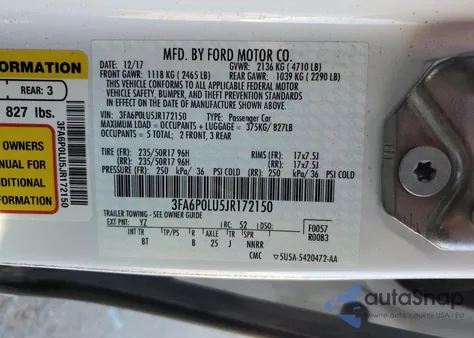 FORMATION
REAR: 3
827 lbs.
3FA6P0LU5JR172150
MANUAL
FOR
ADDITIONAL
INFORMATION
MFD. BY FORD MOTOR CO.
DATE: 12/17 GVWR: 2136 KG ( 4710 LB)
FRONT GAWR: 1118 KG ( 2465 LB) REAR GAWR: 1039 KG ( 2290 LB)
THIS VEHICLE CONFORMS TO ALL APPLICABLE FEDERAL MOTOR VEHICLE
SAFETY, BUMPER, AND THEFT PREVENTION STANDARDS IN EFFECT ON THE DATE OF
MANUFACTURE SHOWN ABOVE.
VIN: 3FA6P0LU5JR172150 TYPE: Passenger Car
MAXIMUM LOAD = OCCUPANTS + LUGGAGE = 375KG/ 827LB
OCCUPANTS = 5 TOTAL: 2 FRONT, 3 REAR
TIRE (FR): 235/50R17 96H RIMS (FR): 17x7.5J
TIRE (RR): 235/50R17 96H (RR): 17x7.5J
PRESSURE (FR): 250 kPa/ 36 PSI COLD (RR): 250 kPa/ 36 PSI COLD
3FA6P0LU5JR172150
TRAILER TOWING - SEE OWNER GUIDE
EXT PNT: YZ RC: 52 DSO: F0057
R0083
INT TR TP/PS R AXLE TR SPR
BT B 25 J NNRR
CMC 5U5A-5420472-AA
autoSnap